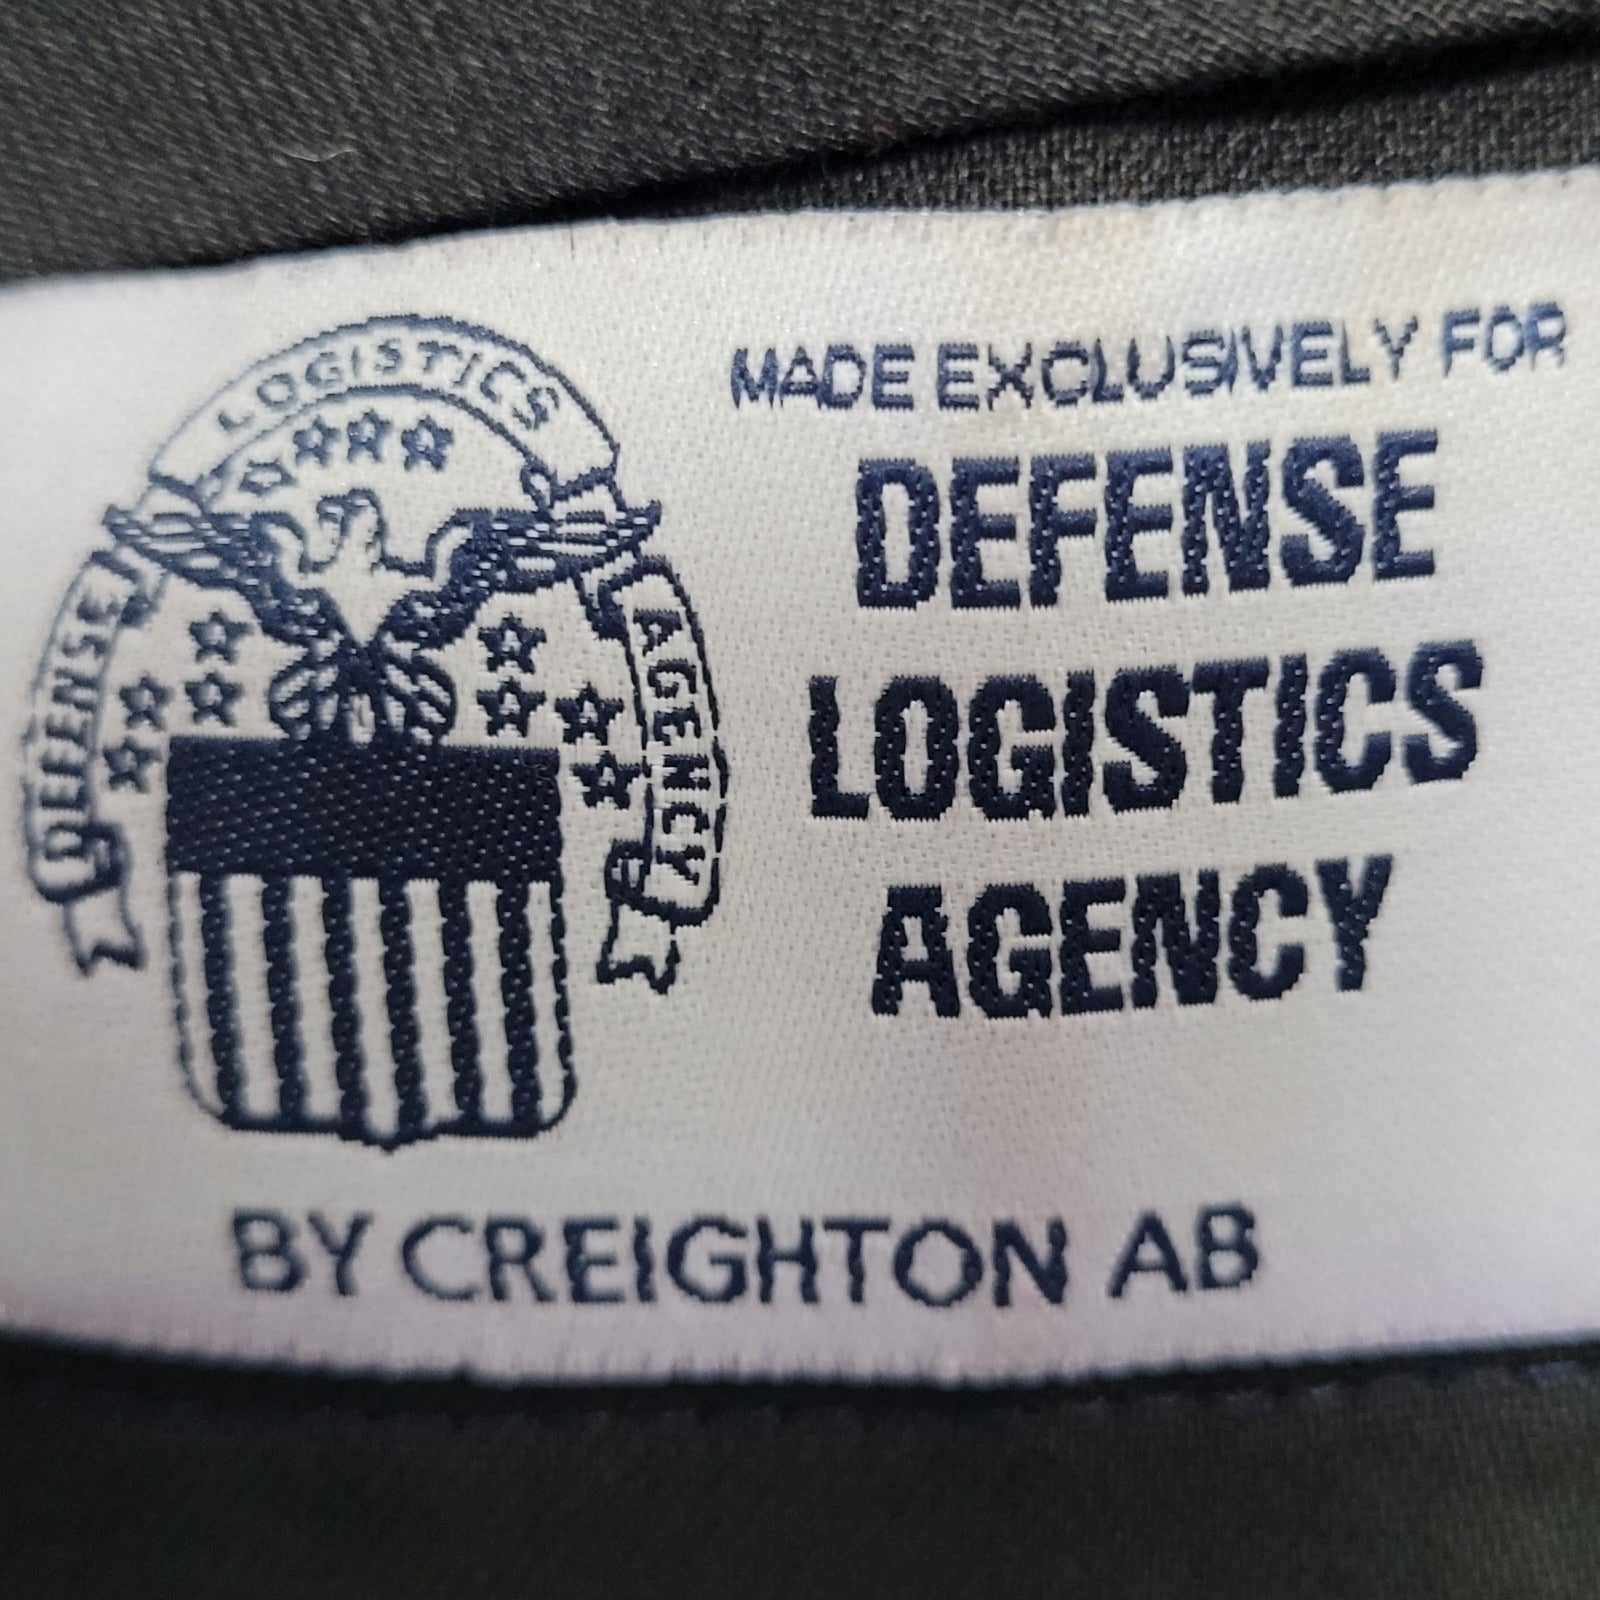 DEFENSE LOGISTICS AGENCY
MADE EXCLUSIVELY FOR
DEFENSE
LOGISTICS
AGENCY
BY CREIGHTON AB